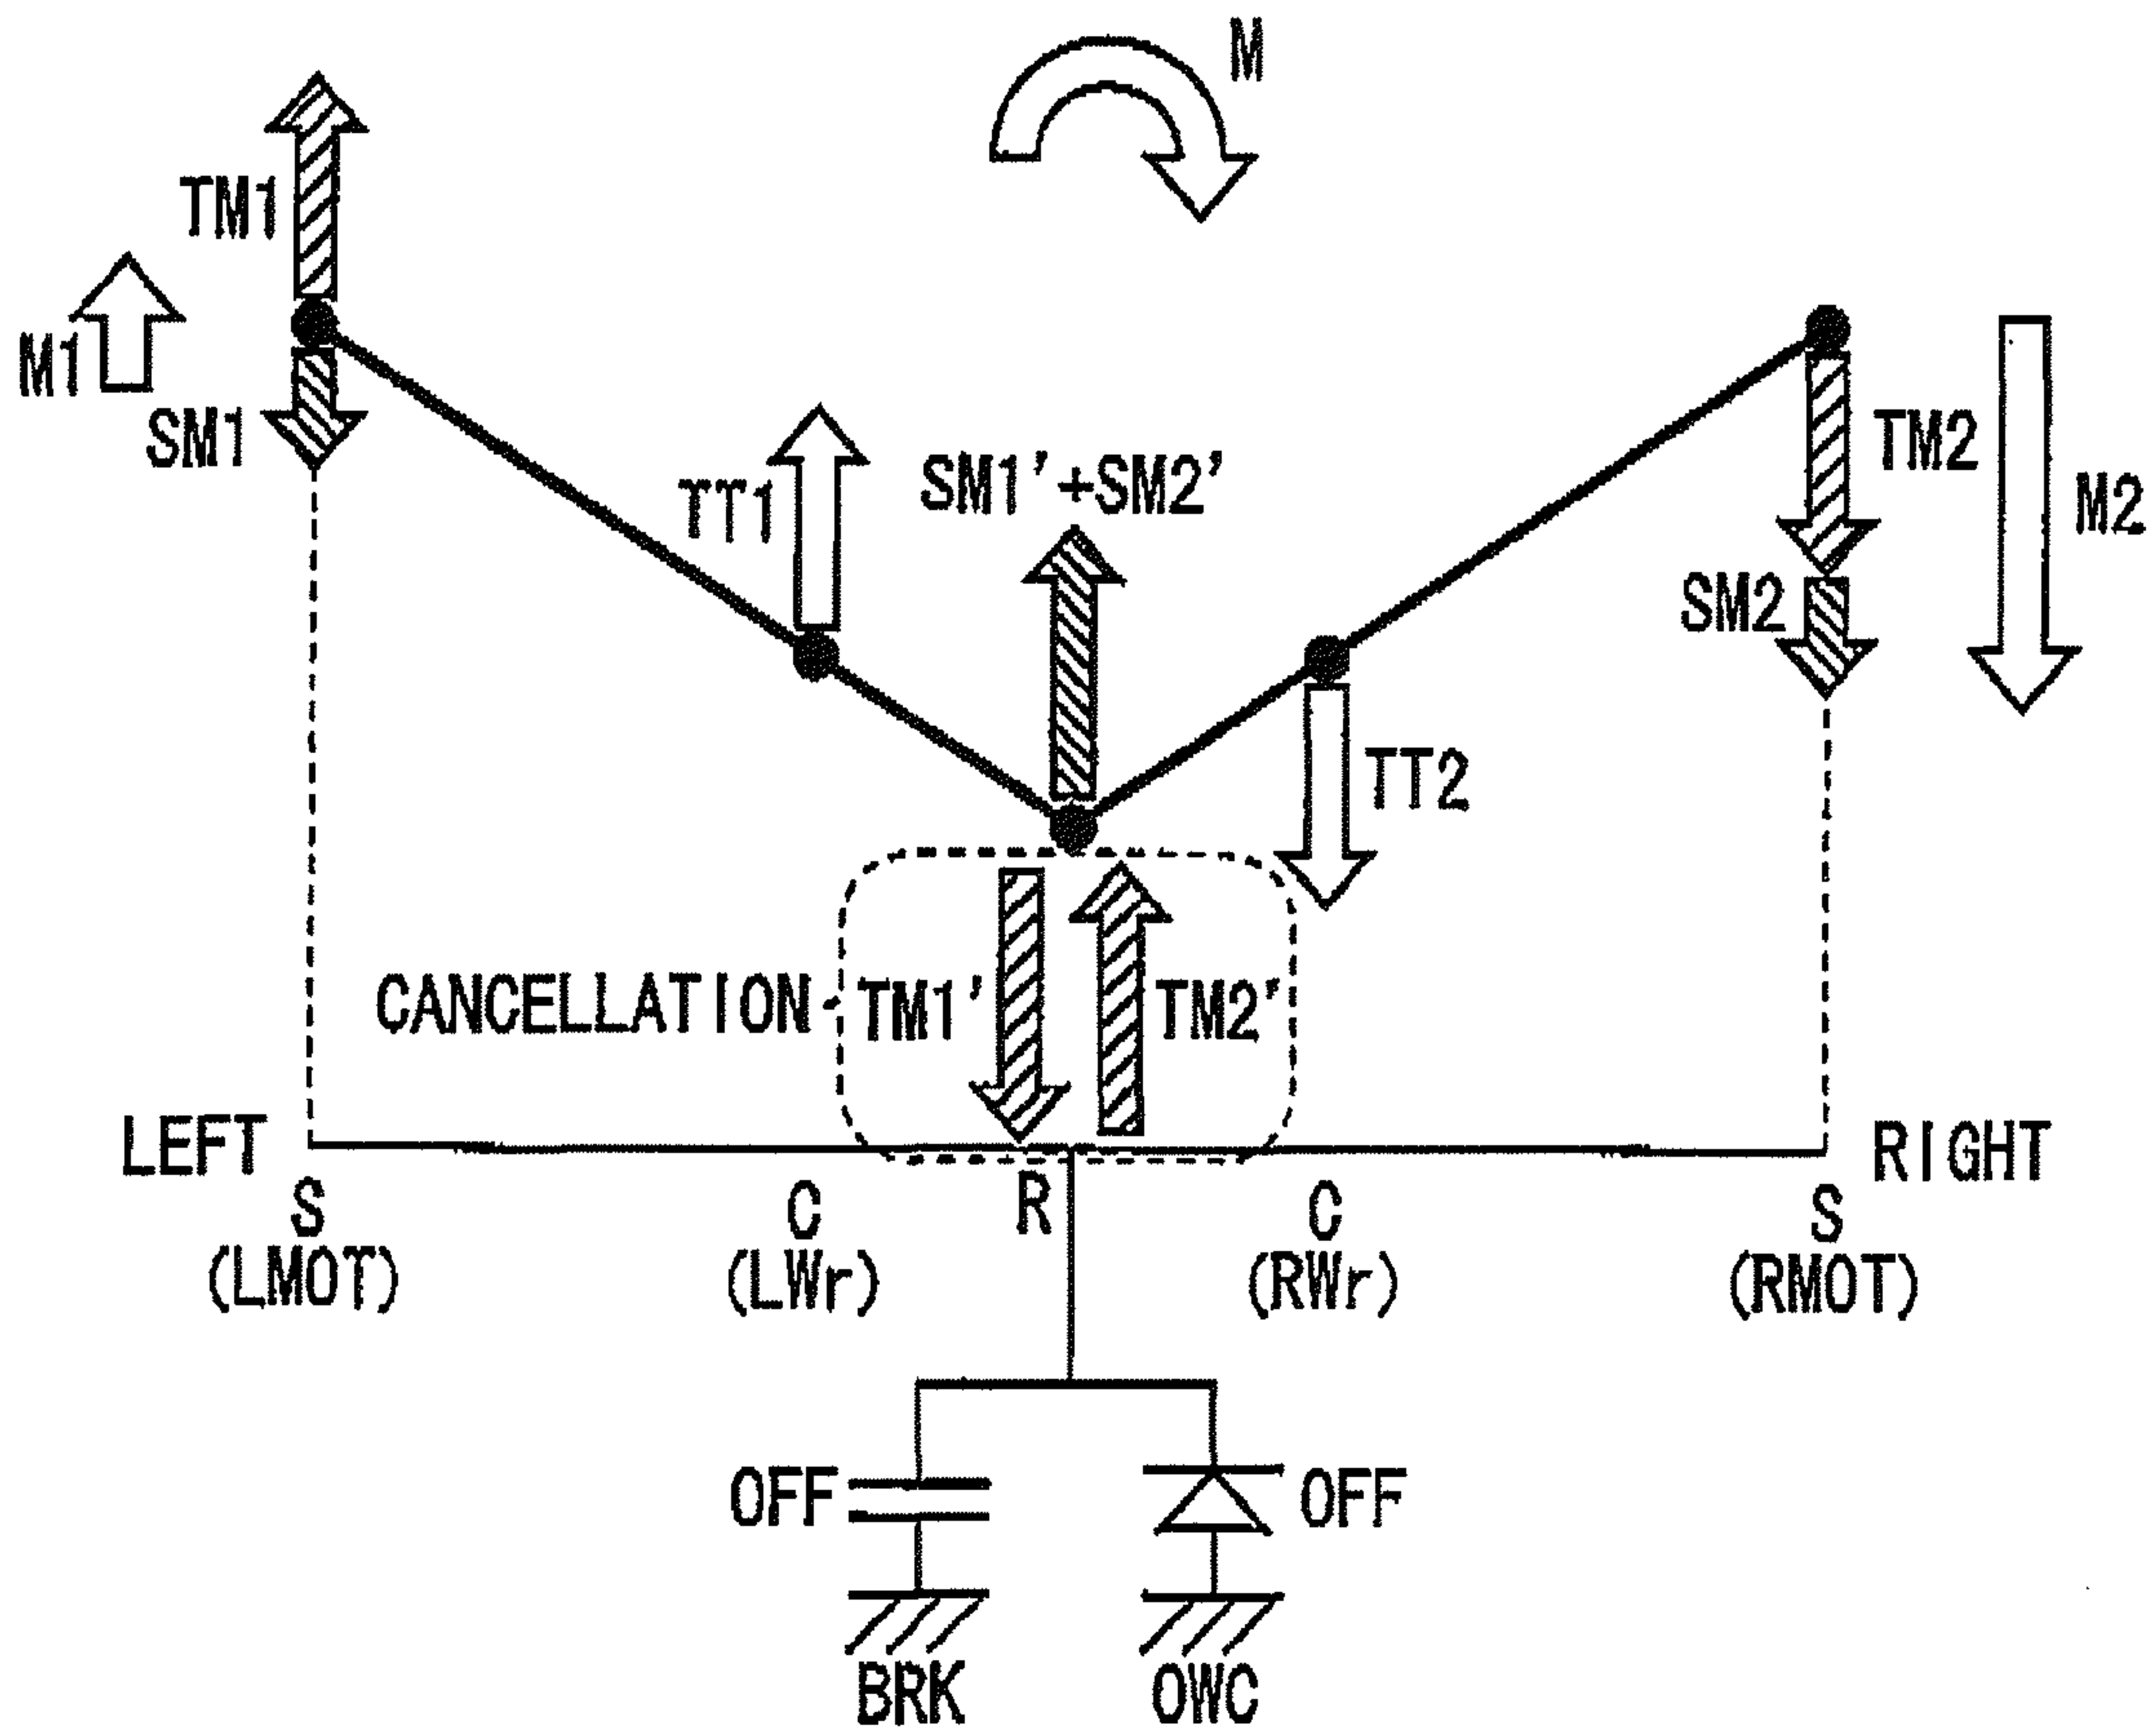 M
TM1
M1
SM1
TT1
SM1'+SM2'
TM2
M2
SM2
TT2
CANCELLATION
TM1'
TM2'
LEFT
RIGHT
S
(LMOT)
C
(LWr)
R
C
(RWr)
S
(RMOT)
OFF
OFF
BRK
OWC